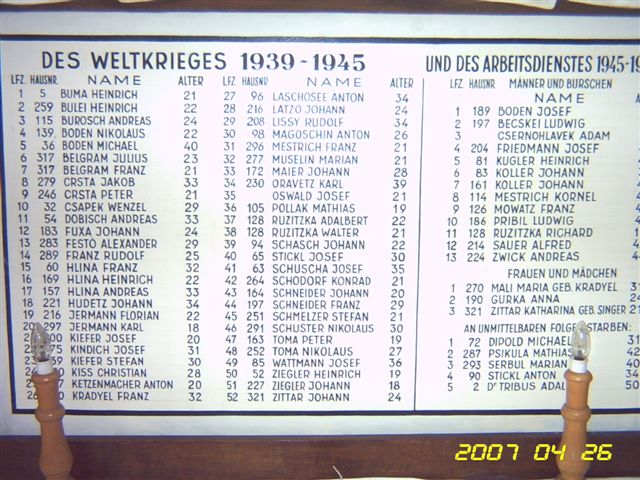 DES WELTKRIEGES 1939-1945
LFZ. HAUSNR. NAME ALTER
1 5 BUMA HEINRICH 21
2 259 BULEI HEINRICH 22
3 115 BUROSCH ANDREAS 24
4 139 BODEN NIKOLAUS 22
5 36 BODEN MICHAEL 40
6 317 BELGRAM JULIUS 23
7 317 BELGRAM FRANZ 21
8 279 CRSTA JAKOB 33
9 246 CRSTA PETER 21
10 32 CSAPEK WENZEL 29
11 54 DOBISCH ANDREAS 33
12 183 FUXA JOHANN 24
13 283 FESTÖ ALEXANDER 29
14 289 FRANZ RUDOLF 25
15 60 HLINA FRANZ 32
16 169 HLINA HEINRICH 22
17 157 HLINA ANDREAS 33
18 221 HUDETZ JOHANN 34
19 216 JERMANN FLORIAN 22
20 297 JERMANN KARL 18
KIEFER JOSEF 20
KINDICH JOSEF 31
KIEFER STEFAN 30
KISS CHRISTIAN 28
KETZENMACHER ANTON 20
KRADYEL FRANZ 32
LFZ. HAUSNR NAME ALTER
27 96 LASCHOSEE ANTON 34
28 216 LATZO JOHANN 24
29 208 LISSY RUDOLF 34
30 98 MAGOSCHIN ANTON 26
31 296 MESTRICH FRANZ 21
32 277 MUSELIN MARIAN 21
33 172 MAIER JOHANN 28
34 230 ORAVETZ KARL 39
35 OSWALD JOSEF 21
36 105 POLLAK MATHIAS 19
37 128 RUZITZKA ADALBERT 22
38 128 RUZITZKA WALTER 21
39 94 SCHASCH JOHANN 22
40 65 STICKL JOSEF 30
41 63 SCHUSCHA JOSEF 35
42 264 SCHODORF KONRAD 21
43 164 SCHNEIDER JOHANN 20
44 197 SCHNEIDER FRANZ 29
45 251 SCHMELZER STEFAN 21
46 291 SCHUSTER NIKOLAUS 30
47 163 TOMA PETER 19
48 252 TOMA NIKOLAUS 27
49 85 WATTMANN JOSEF 36
50 52 ZIEGLER HEINRICH 19
51 227 ZIEGLER JOHANN 18
52 321 ZITTAR JOHANN 24
UND DES ARBEITSDIENSTES 1945-
LFZ. HAUSNR. MÄNNER UND BURSCHEN
NAME
1 189 BODEN JOSEF
2 197 BECSKEI LUDWIG
3 CSERNOHLAVEK ADAM
4 204 FRIEDMANN JOSEF
5 81 KUGLER HEINRICH
6 83 KOLLER JOHANN
7 161 KOLLER JOHANN
8 114 MESTRICH KORNEL
9 126 MOWATZ FRANZ
10 186 PRIBIL LUDWIG
11 128 RUZITZKA RICHARD
12 214 SAUER ALFRED
13 224 ZWICK ANDREAS
FRAUEN UND MÄDCHEN
1 270 MALI MARIA GEB. KRADYEL
2 190 GURKA ANNA
3 321 ZITTAR KATHARINA GEB. SINGER
AN UNMITTELBAREN STARBEN:
1 72 DIPOLD MICHAEL
2 287 PSIKULA MATHIAS
3 293 SERBUL MARIAN
4 90 STICKL ANTON
5 2 Dr TRIBUS
2007 04 26